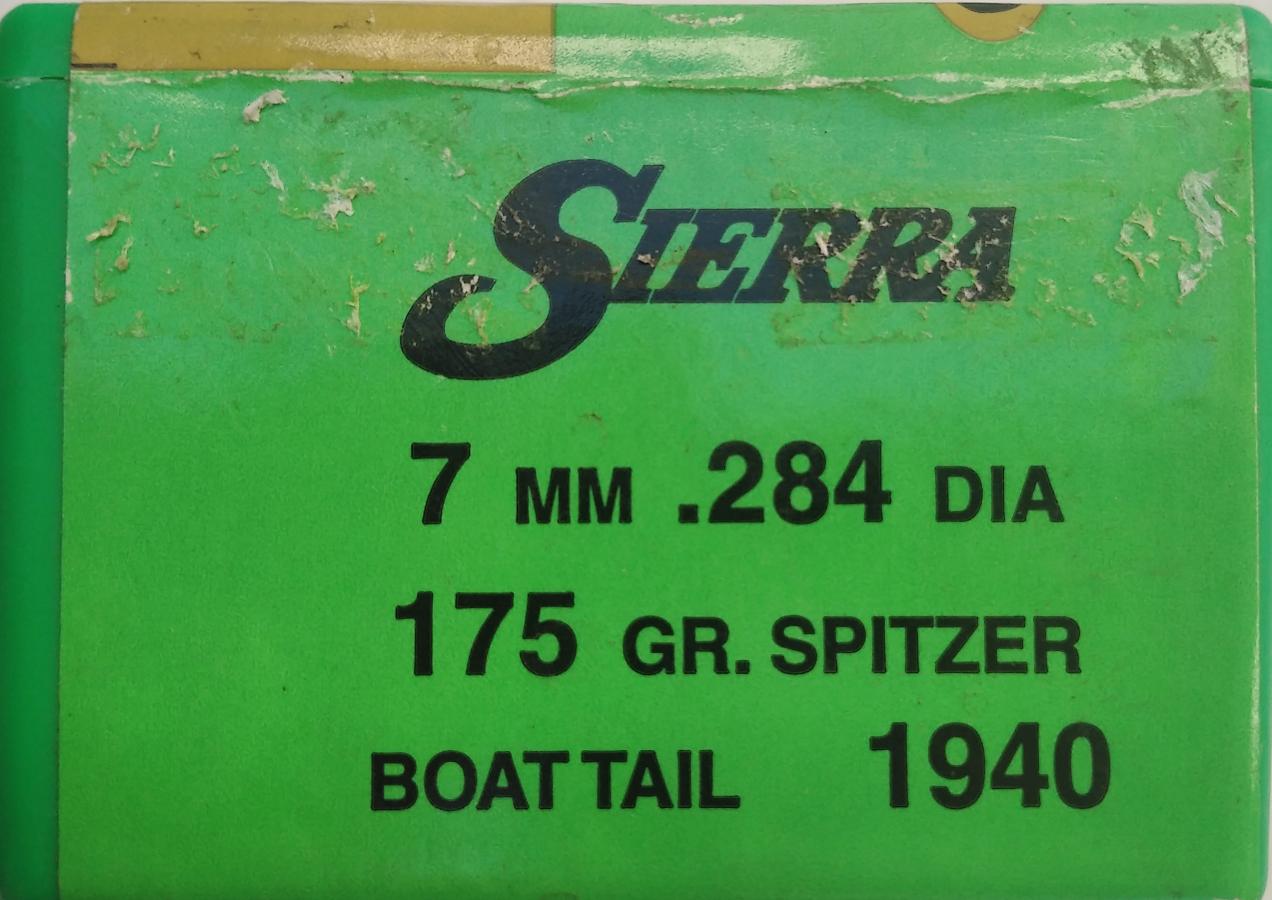 SIERRA
7 MM .284 DIA
175 GR. SPITZER
BOAT TAIL 1940